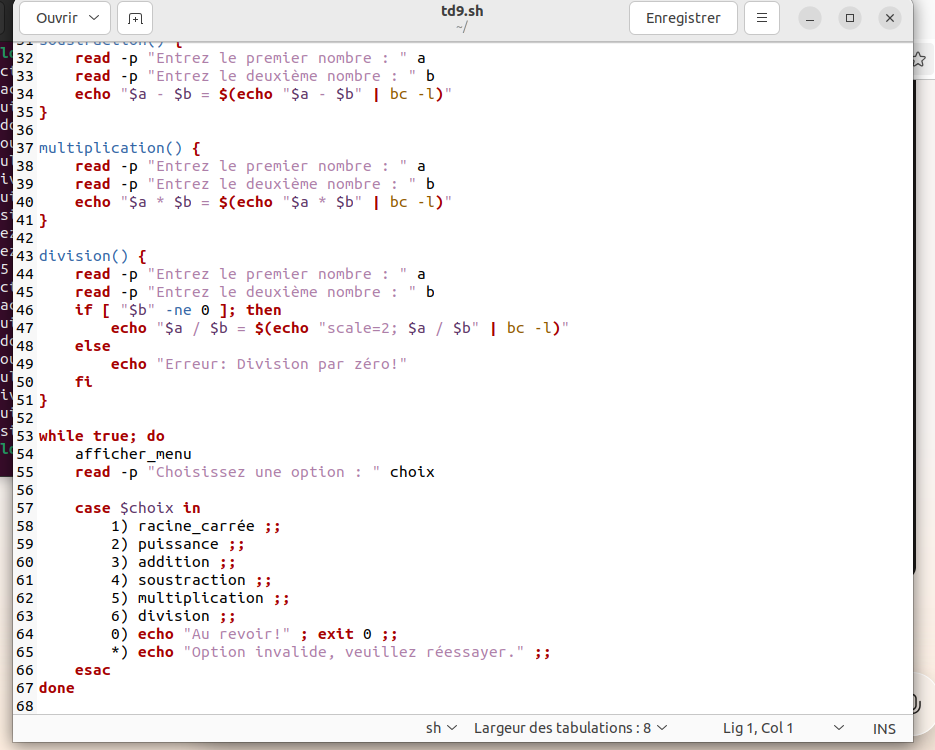 Ouvrir
td9.sh
~/
Enregistrer
31 soustraction() {
32     read -p "Entrez le premier nombre : " a
33     read -p "Entrez le deuxième nombre : " b
34     echo "$a - $b = $(echo "$a - $b" | bc -l)"
35 }
36
37 multiplication() {
38     read -p "Entrez le premier nombre : " a
39     read -p "Entrez le deuxième nombre : " b
40     echo "$a * $b = $(echo "$a * $b" | bc -l)"
41 }
42
43 division() {
44     read -p "Entrez le premier nombre : " a
45     read -p "Entrez le deuxième nombre : " b
46     if [ "$b" -ne 0 ]; then
47         echo "$a / $b = $(echo "scale=2; $a / $b" | bc -l)"
48     else
49         echo "Erreur: Division par zéro!"
50     fi
51 }
52
53 while true; do
54     afficher_menu
55     read -p "Choisissez une option : " choix
56
57     case $choix in
58         1) racine_carrée ;;
59         2) puissance ;;
60         3) addition ;;
61         4) soustraction ;;
62         5) multiplication ;;
63         6) division ;;
64         0) echo "Au revoir!" ; exit 0 ;;
65         *) echo "Option invalide, veuillez réessayer." ;;
66     esac
67 done
68
sh
Largeur des tabulations : 8
Lig 1, Col 1
INS